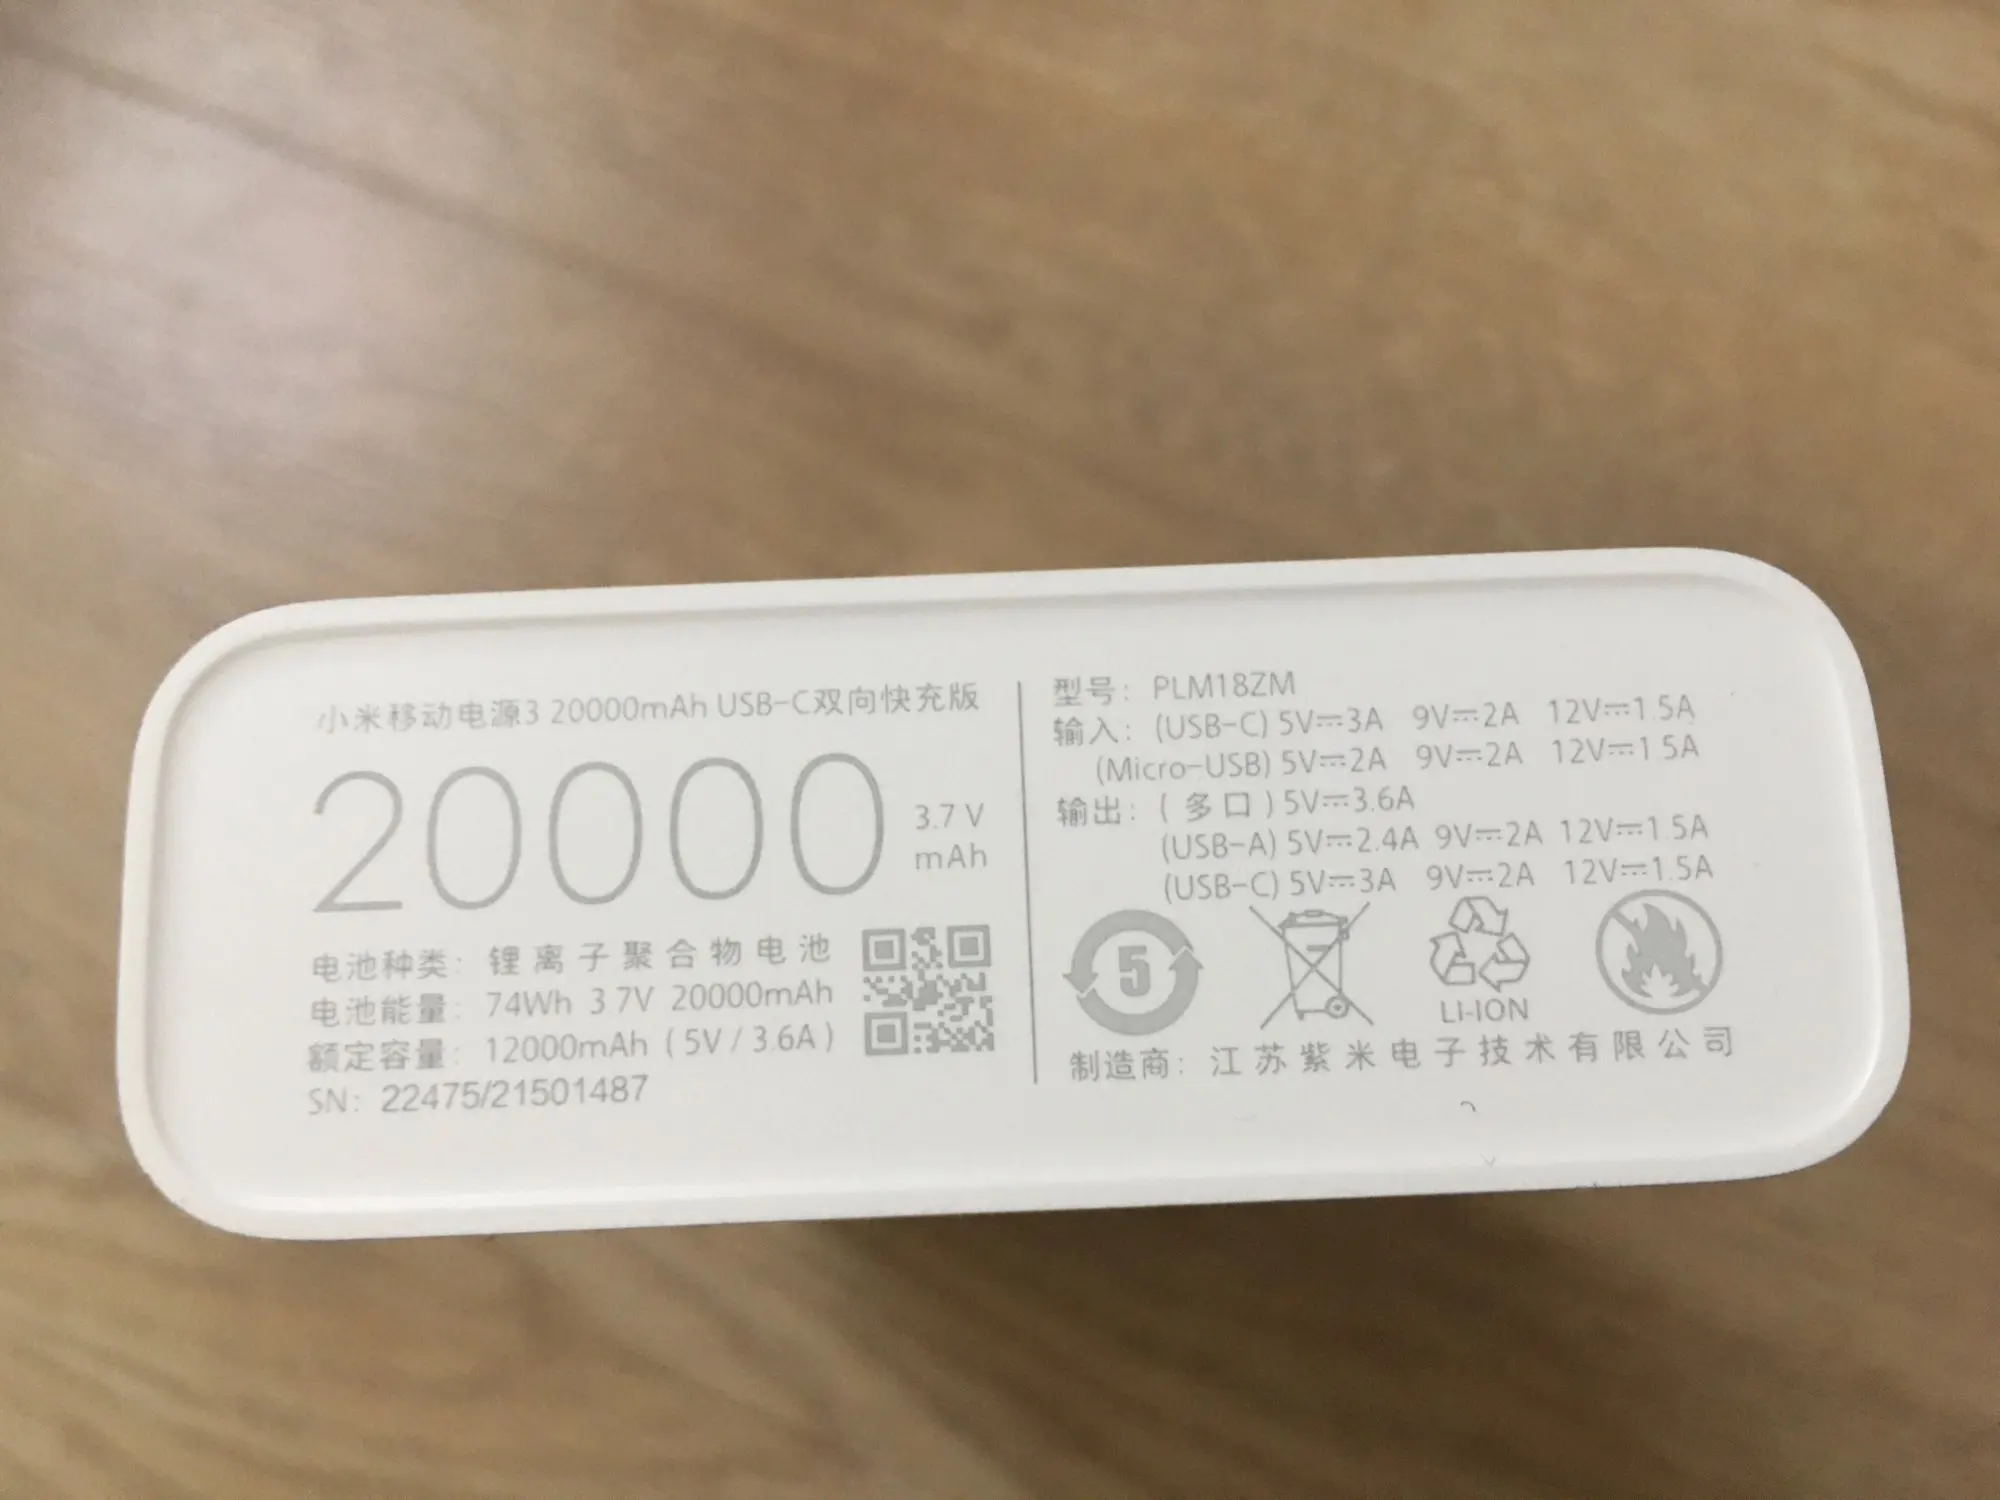 小米移动电源3 20000mAh USB-C双向快充版
20000 3.7 V mAh
电池种类：锂离子聚合物电池
电池能量：74Wh 3.7V 20000mAh
额定容量：12000mAh (5V / 3.6A)
SN：22475/21501487
型号：PLM18ZM
输入：(USB-C) 5V⎓3A 9V⎓2A 12V⎓1.5A
(Micro-USB) 5V⎓2A 9V⎓2A 12V⎓1.5A
输出：(多口) 5V⎓3.6A
(USB-A) 5V⎓2.4A 9V⎓2A 12V⎓1.5A
(USB-C) 5V⎓3A 9V⎓2A 12V⎓1.5A
5
LI-ION
制造商：江苏紫米电子技术有限公司